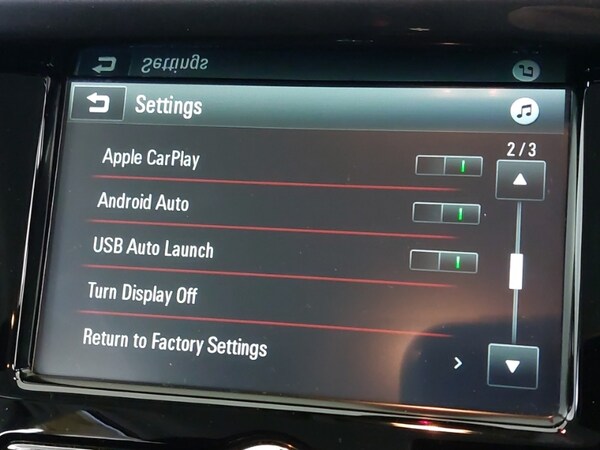 Settings
Settings
2/3
Apple CarPlay
Android Auto
USB Auto Launch
Turn Display Off
Return to Factory Settings